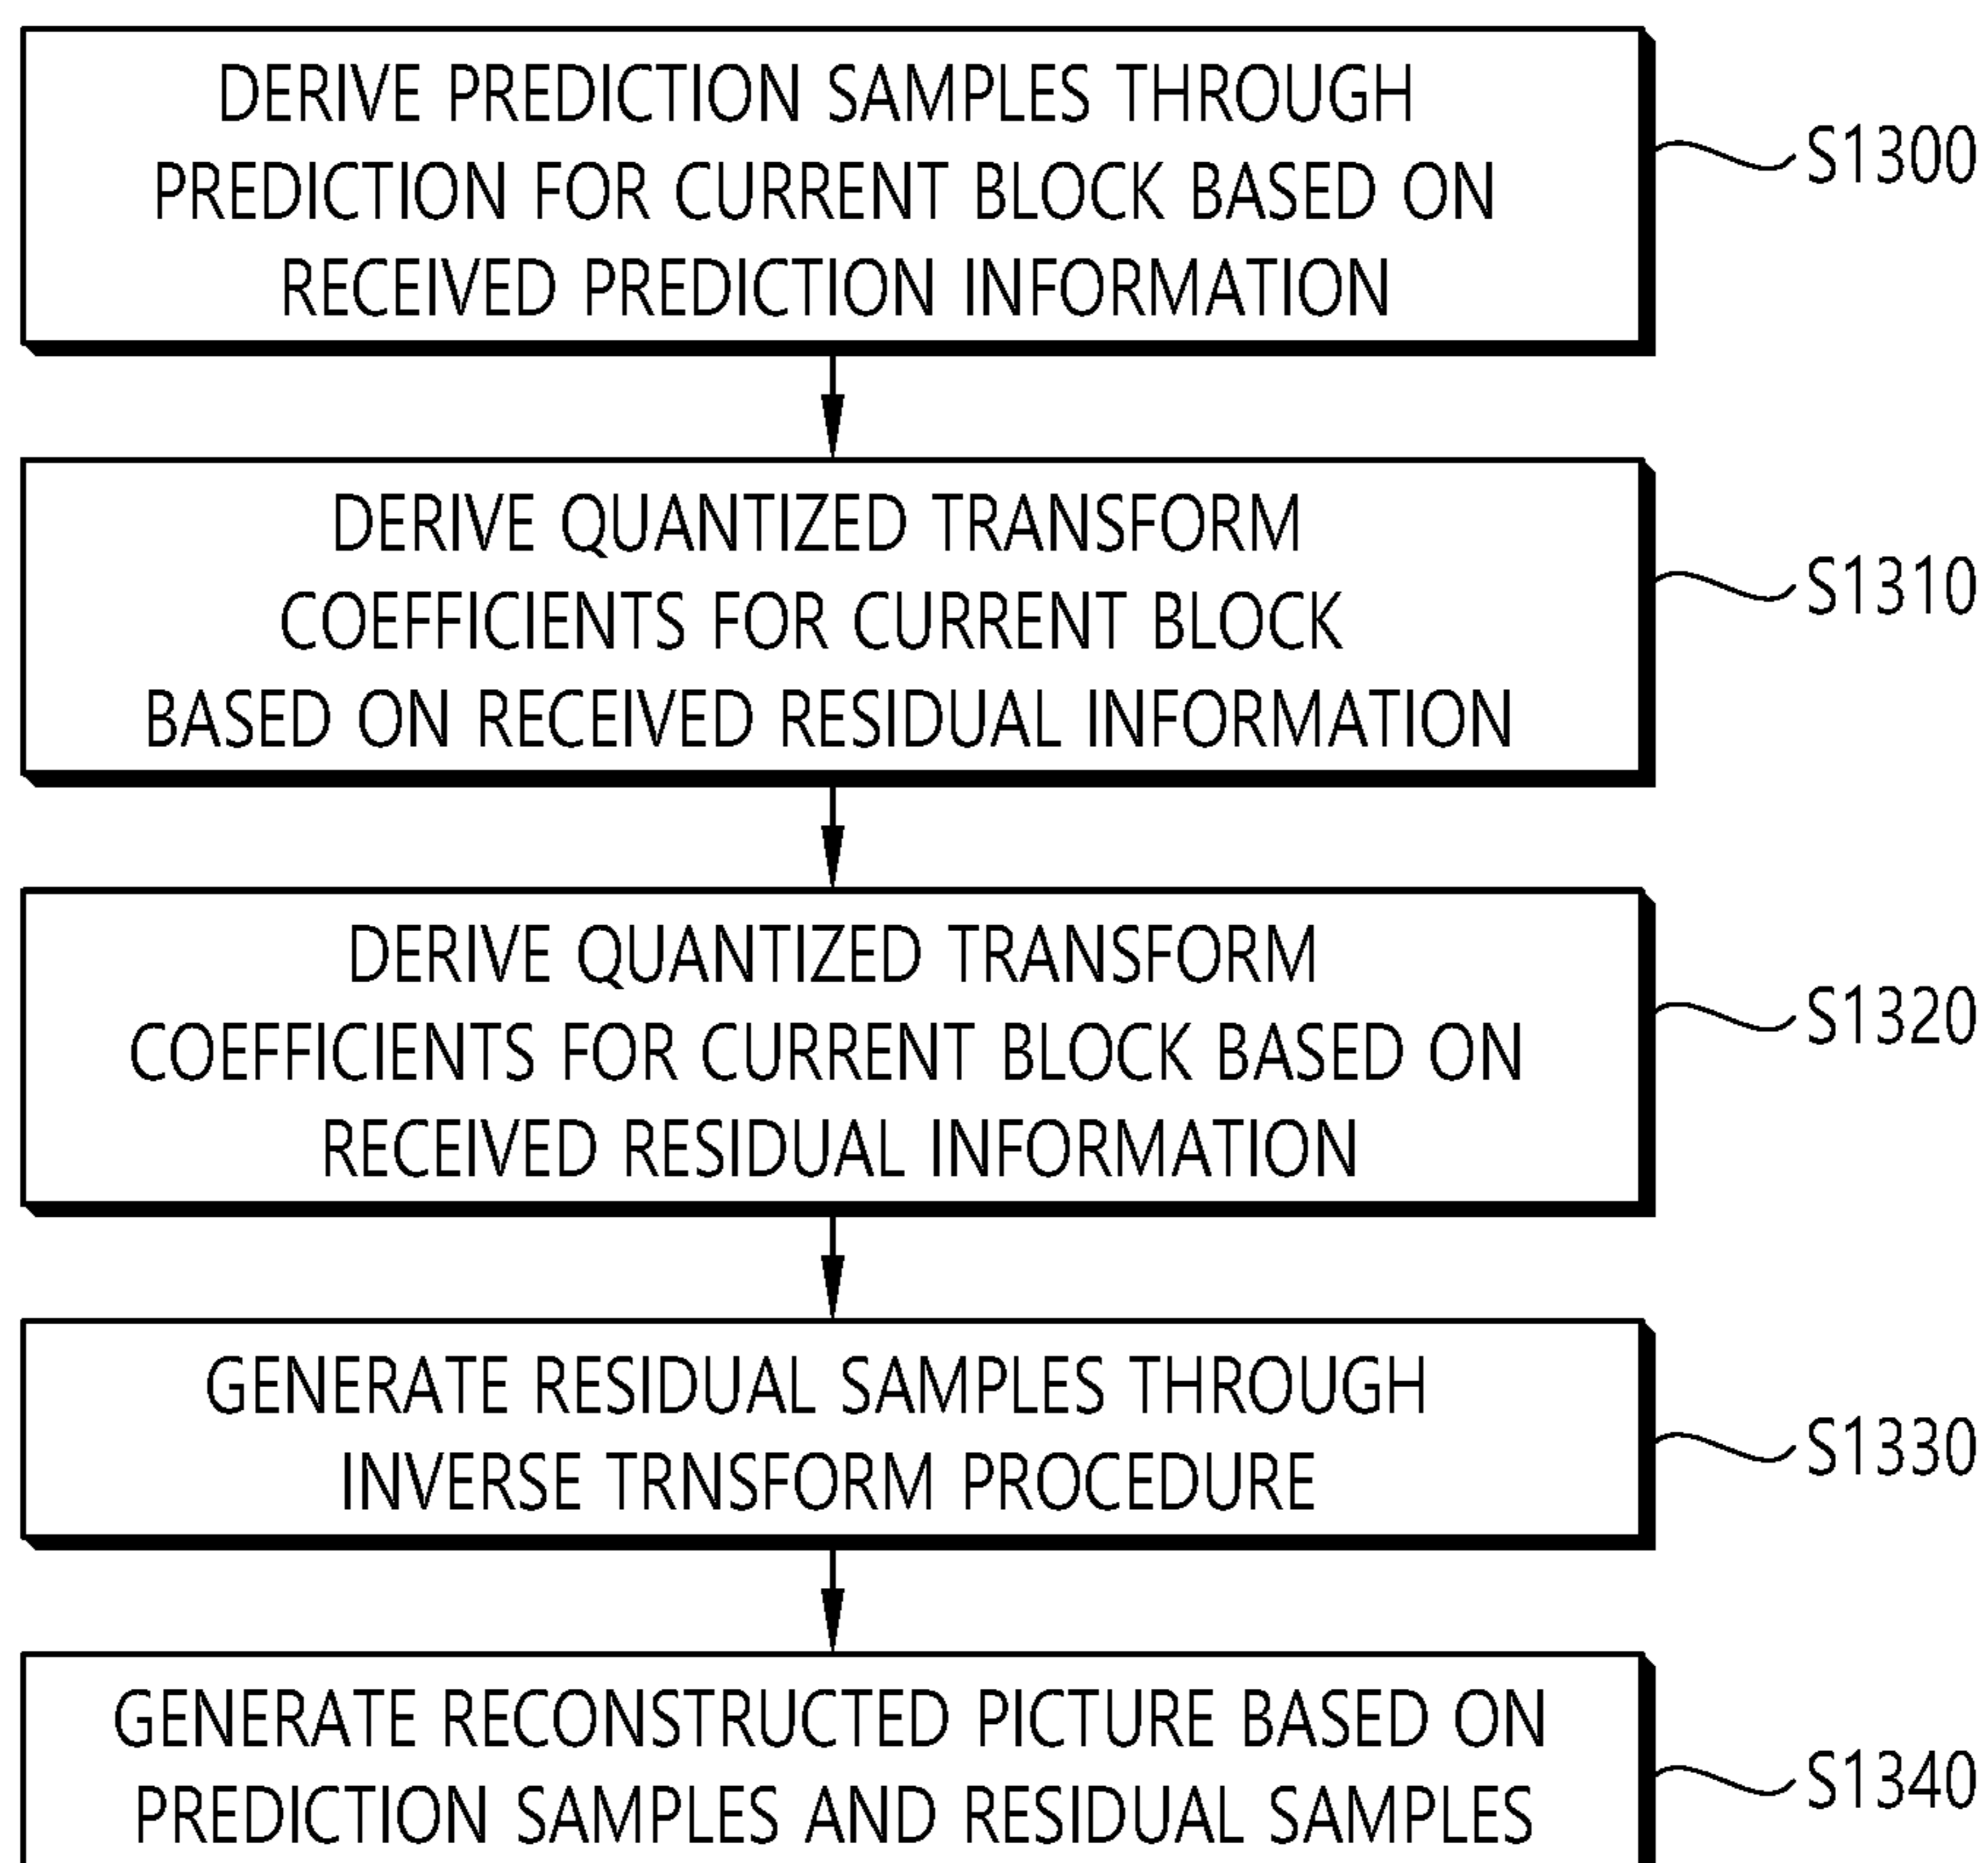 DERIVE PREDICTION SAMPLES THROUGH
PREDICTION FOR CURRENT BLOCK BASED ON
RECEIVED PREDICTION INFORMATION
S1300
DERIVE QUANTIZED TRANSFORM
COEFFICIENTS FOR CURRENT BLOCK
BASED ON RECEIVED RESIDUAL INFORMATION
S1310
DERIVE QUANTIZED TRANSFORM
COEFFICIENTS FOR CURRENT BLOCK BASED ON
RECEIVED RESIDUAL INFORMATION
S1320
GENERATE RESIDUAL SAMPLES THROUGH
INVERSE TRNSFORM PROCEDURE
S1330
GENERATE RECONSTRUCTED PICTURE BASED ON
PREDICTION SAMPLES AND RESIDUAL SAMPLES
S1340